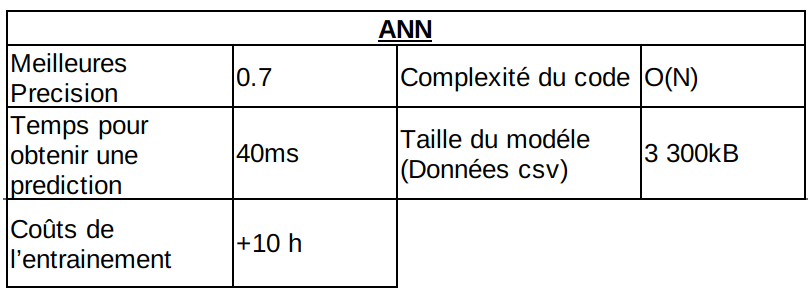 ANN
Meilleures
Precision
0.7
Complexité du code
O(N)
Temps pour
obtenir une
prediction
40ms
Taille du modéle
(Données csv)
3 300kB
Coûts de
l’entrainement
+10 h